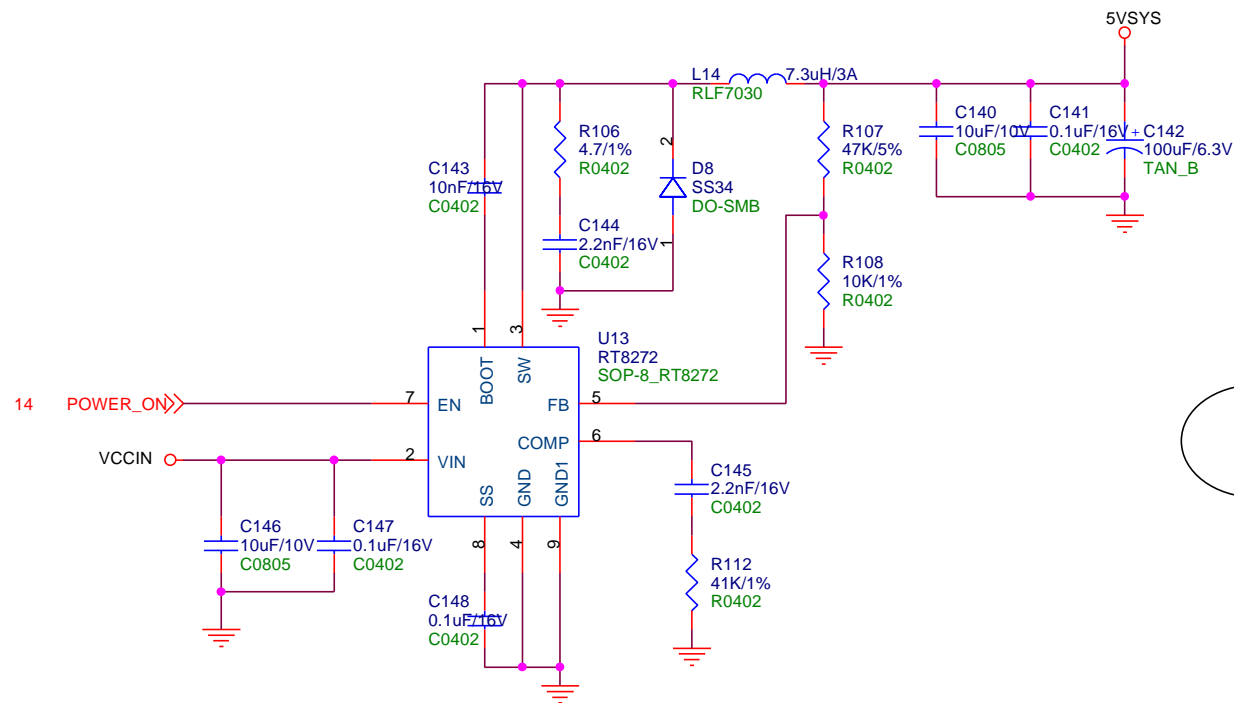 5VSYS
L14
7.3uH/3A
RLF7030
C143
10nF/16V
C0402
R106
4.7/1%
R0402
C144
2.2nF/16V
C0402
2
D8
SS34
DO-SMB
1
R107
47K/5%
R0402
R108
10K/1%
R0402
C140
10uF/10V
C0805
C141
0.1uF/16V
C0402
+
C142
100uF/6.3V
TAN_B
1
3
U13
RT8272
SOP-8_RT8272
BOOT
SW
14
POWER_ON
7
EN
FB
5
COMP
6
VCCIN
2
VIN
SS
GND
GND1
8
4
9
C145
2.2nF/16V
C0402
R112
41K/1%
R0402
C146
10uF/10V
C0805
C147
0.1uF/16V
C0402
C148
0.1uF/16V
C0402